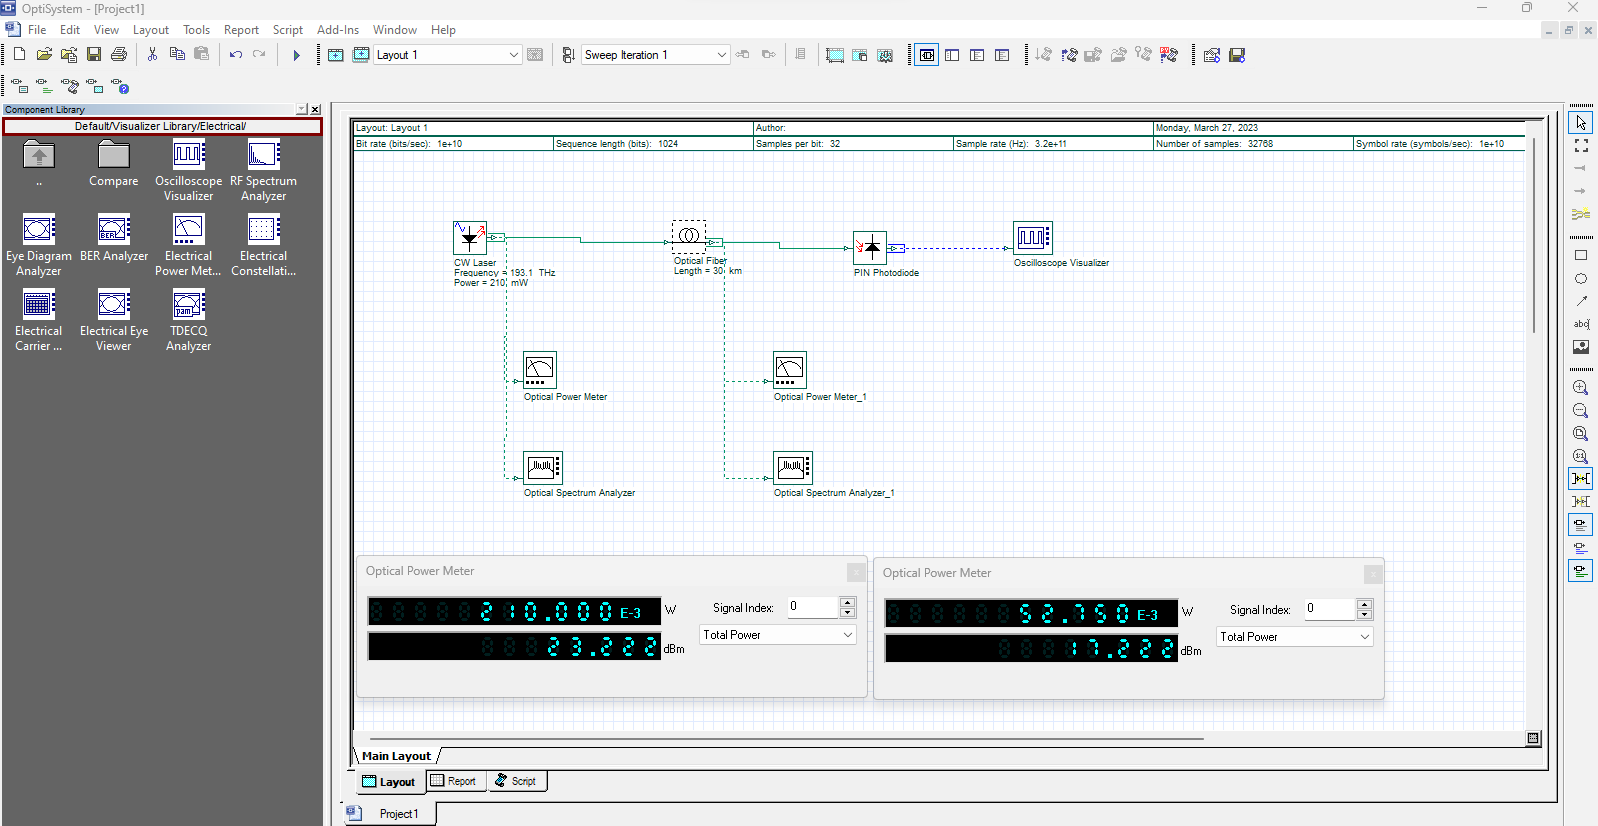 OptiSystem - [Project1]
File Edit View Layout Tools Report Script Add-Ins Window Help
Layout 1
Sweep Iteration 1
Component Library
Default/Visualizer Library/Electrical/
..
Compare
Oscilloscope Visualizer
RF Spectrum Analyzer
Eye Diagram Analyzer
BER
BER Analyzer
Electrical Power Met...
Electrical Constellati...
Electrical Carrier ...
Electrical Eye Viewer
pam
TDECQ Analyzer
Layout: Layout 1
Author:
Monday, March 27, 2023
Bit rate (bits/sec): 1e+10
Sequence length (bits): 1024
Samples per bit: 32
Sample rate (Hz): 3.2e+11
Number of samples: 32768
Symbol rate (symbols/sec): 1e+10
CW Laser
Frequency = 193.1 THz
Power = 210 mW
Optical Fiber
Length = 30 km
PIN Photodiode
Oscilloscope Visualizer
Optical Power Meter
Optical Power Meter_1
Optical Spectrum Analyzer
Optical Spectrum Analyzer_1
Optical Power Meter
210.000 E-3 W
Signal Index: 0
23.222 dBm
Total Power
Optical Power Meter
52.750 E-3 W
Signal Index: 0
17.222 dBm
Total Power
abc
1:1
Main Layout
Layout Report Script
Project1